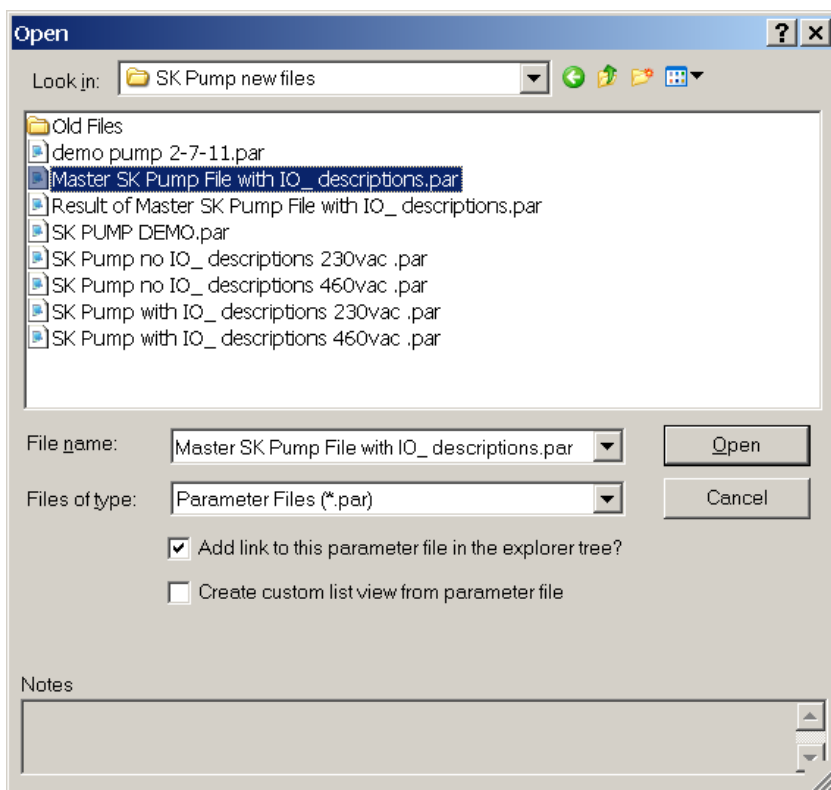 Open
Look in: SK Pump new files
Old Files
demo pump 2-7-11.par
Master SK Pump File with IO_ descriptions.par
Result of Master SK Pump File with IO_ descriptions.par
SK PUMP DEMO.par
SK Pump no IO_ descriptions 230vac .par
SK Pump no IO_ descriptions 460vac .par
SK Pump with IO_ descriptions 230vac .par
SK Pump with IO_ descriptions 460vac .par
File name: Master SK Pump File with IO_ descriptions.par Open
Files of type: Parameter Files (*.par) Cancel
Add link to this parameter file in the explorer tree?
Create custom list view from parameter file
Notes